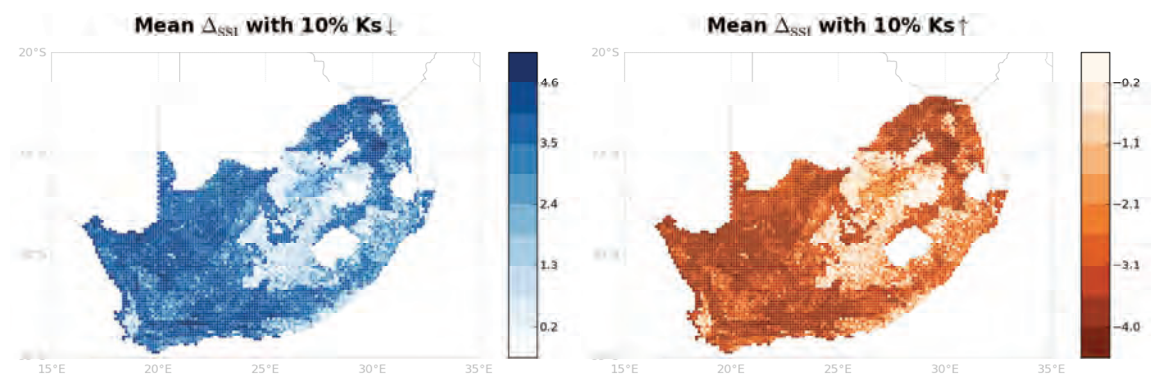 Mean Δ_SSI with 10% Ks↓
20°S
15°E
20°E
25°E
30°E
35°E
4.6
3.5
2.4
1.3
0.2
Mean Δ_SSI with 10% Ks↑
20°S
15°E
20°E
25°E
30°E
35°E
−0.2
−1.1
−2.1
−3.1
−4.0